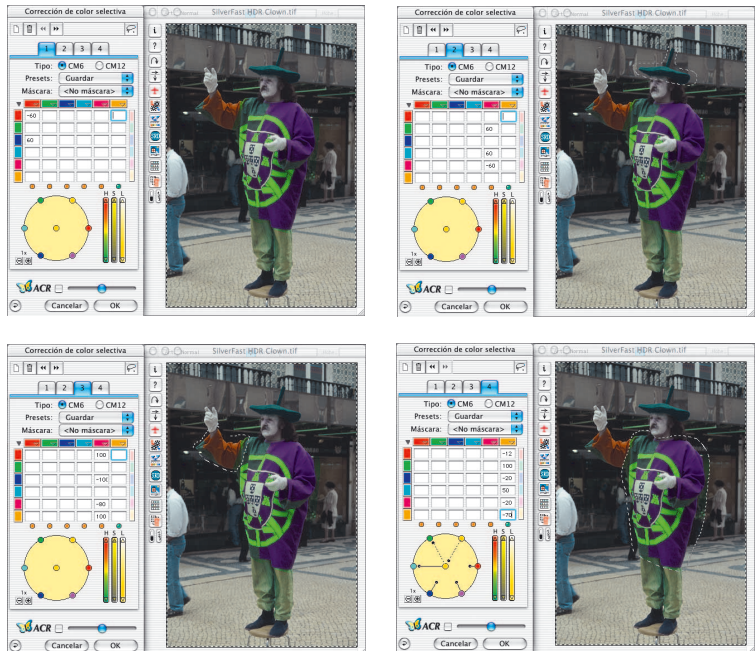 Corrección de color selectiva
SilverFast HDR Clown.tif
1 2 3 4
Tipo: CM6 CM12
Presets: Guardar
Máscara: <No máscara>
-60
60
H S L
1x
ACR
Cancelar OK
Corrección de color selectiva
SilverFast HDR Clown.tif
1 2 3 4
Tipo: CM6 CM12
Presets: Guardar
Máscara: <No máscara>
60
60
-60
H S L
1x
ACR
Cancelar OK
Corrección de color selectiva
Normal SilverFast HDR Clown.tif
1 2 3 4
Tipo: CM6 CM12
Presets: Guardar
Máscara: <No máscara>
100
-100
-80
100
H S L
1x
ACR
Cancelar OK
Corrección de color selectiva
Normal SilverFast HDR Clown.tif
1 2 3 4
Tipo: CM6 CM12
Presets: Guardar
Máscara: <No máscara>
-12
100
-20
50
-20
-70
H S L
1x
ACR
Cancelar OK